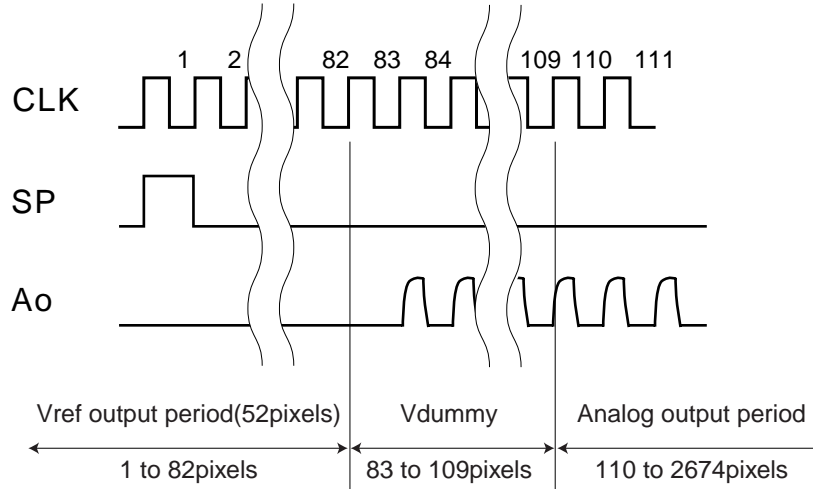 1 2 82 83 84 109 110 111
CLK
SP
Ao
Vref output period(52pixels) Vdummy Analog output period
1 to 82pixels 83 to 109pixels 110 to 2674pixels